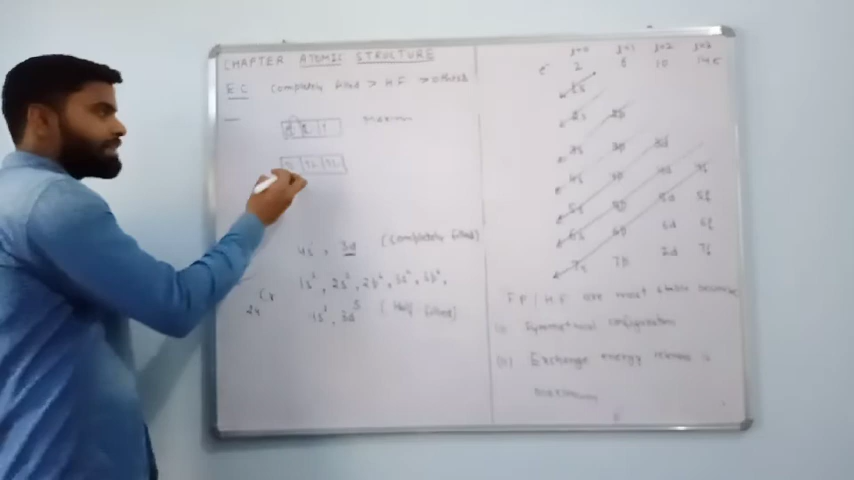 CHAPTER ATOMIC STRUCTURE
E C Completely filled > H.F > others
4s , 3d (Completely filled)
24 Cr 1s² , 2s² , 2p⁶ , 3s² , 3p⁶ ,
4s¹ , 3d⁵ ( Half filled)
l=0 l=1 l=2 l=3
e⁻ 2 6 10 14 e
1s
2s 2p
3s 3p 3d
4s 4p 4d 4f
5s 5p 5d 5f
6s 6p 6d 6f
7s 7p 7d 7f
F.F / H.F are most stable because
(i) Symmetrical configuration
(ii) Exchange energy release is
maximum